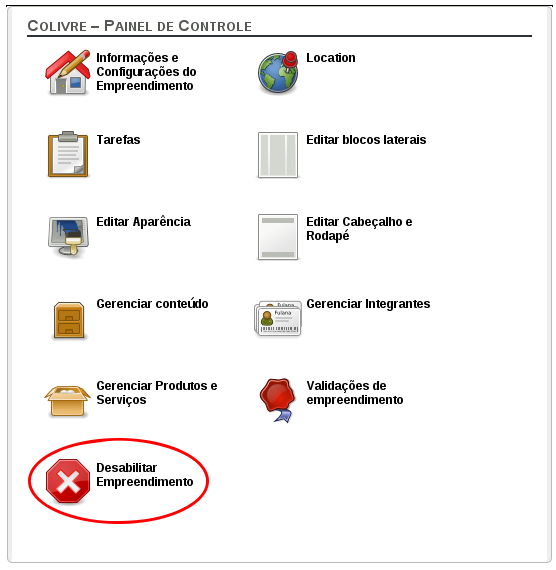 Colivre – Painel de Controle
Informações e
Configurações do
Empreendimento
Location
Tarefas
Editar blocos laterais
Editar Aparência
Editar Cabeçalho e
Rodapé
Gerenciar conteúdo
Fulana
Fulana
Gerenciar Integrantes
Gerenciar Produtos e
Serviços
Validações de
empreendimento
Desabilitar
Empreendimento